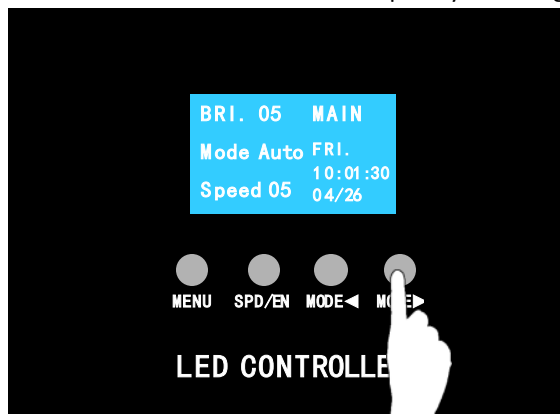 BRI. 05 MAIN
Mode Auto FRI.
10:01:30
Speed 05 04/26
MENU SPD/EN MODE◀ MODE▶
LED CONTROLLE